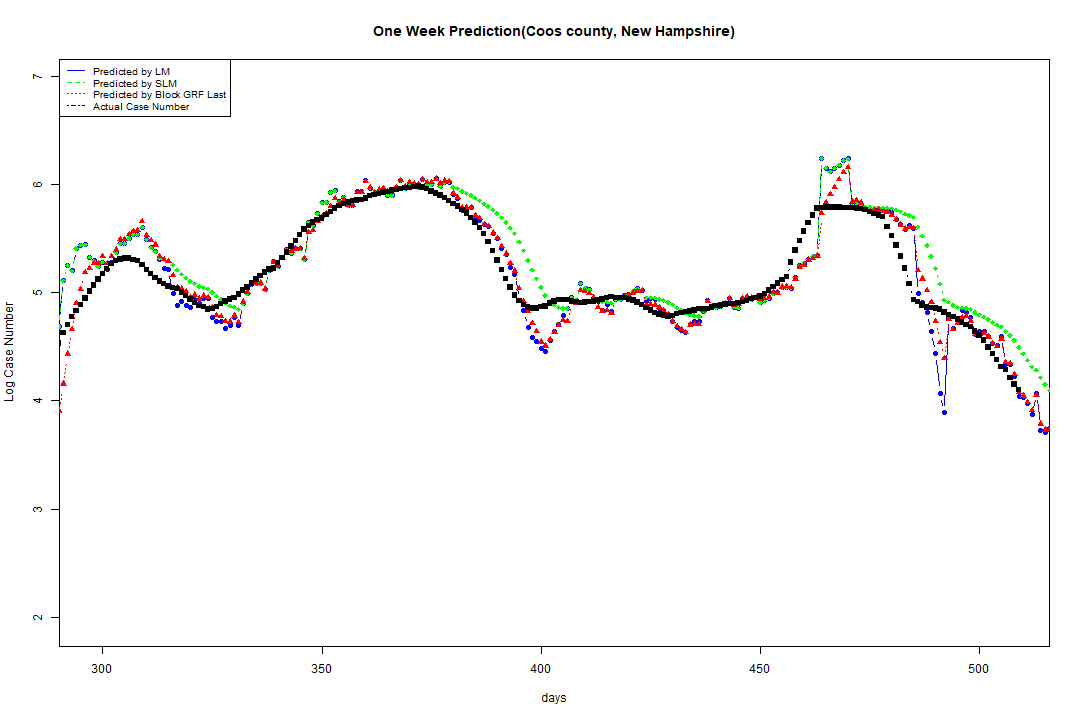 One Week Prediction(Coos county, New Hampshire)
Predicted by LM
Predicted by SLM
Predicted by Block GRF Last
Actual Case Number
7
6
5
4
3
2
Log Case Number
300 350 400 450 500
days